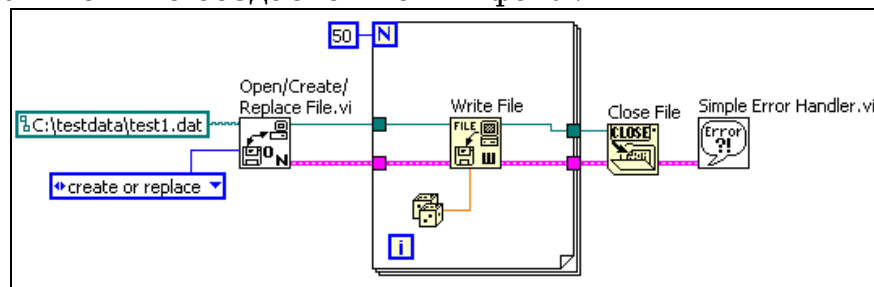 50
N
Open/Create/
Replace File.vi
Write File
Close File
Simple Error Handler.vi
C:\testdata\test1.dat
FILE
W
CLOSE
Error
?!
O
N
create or replace
i